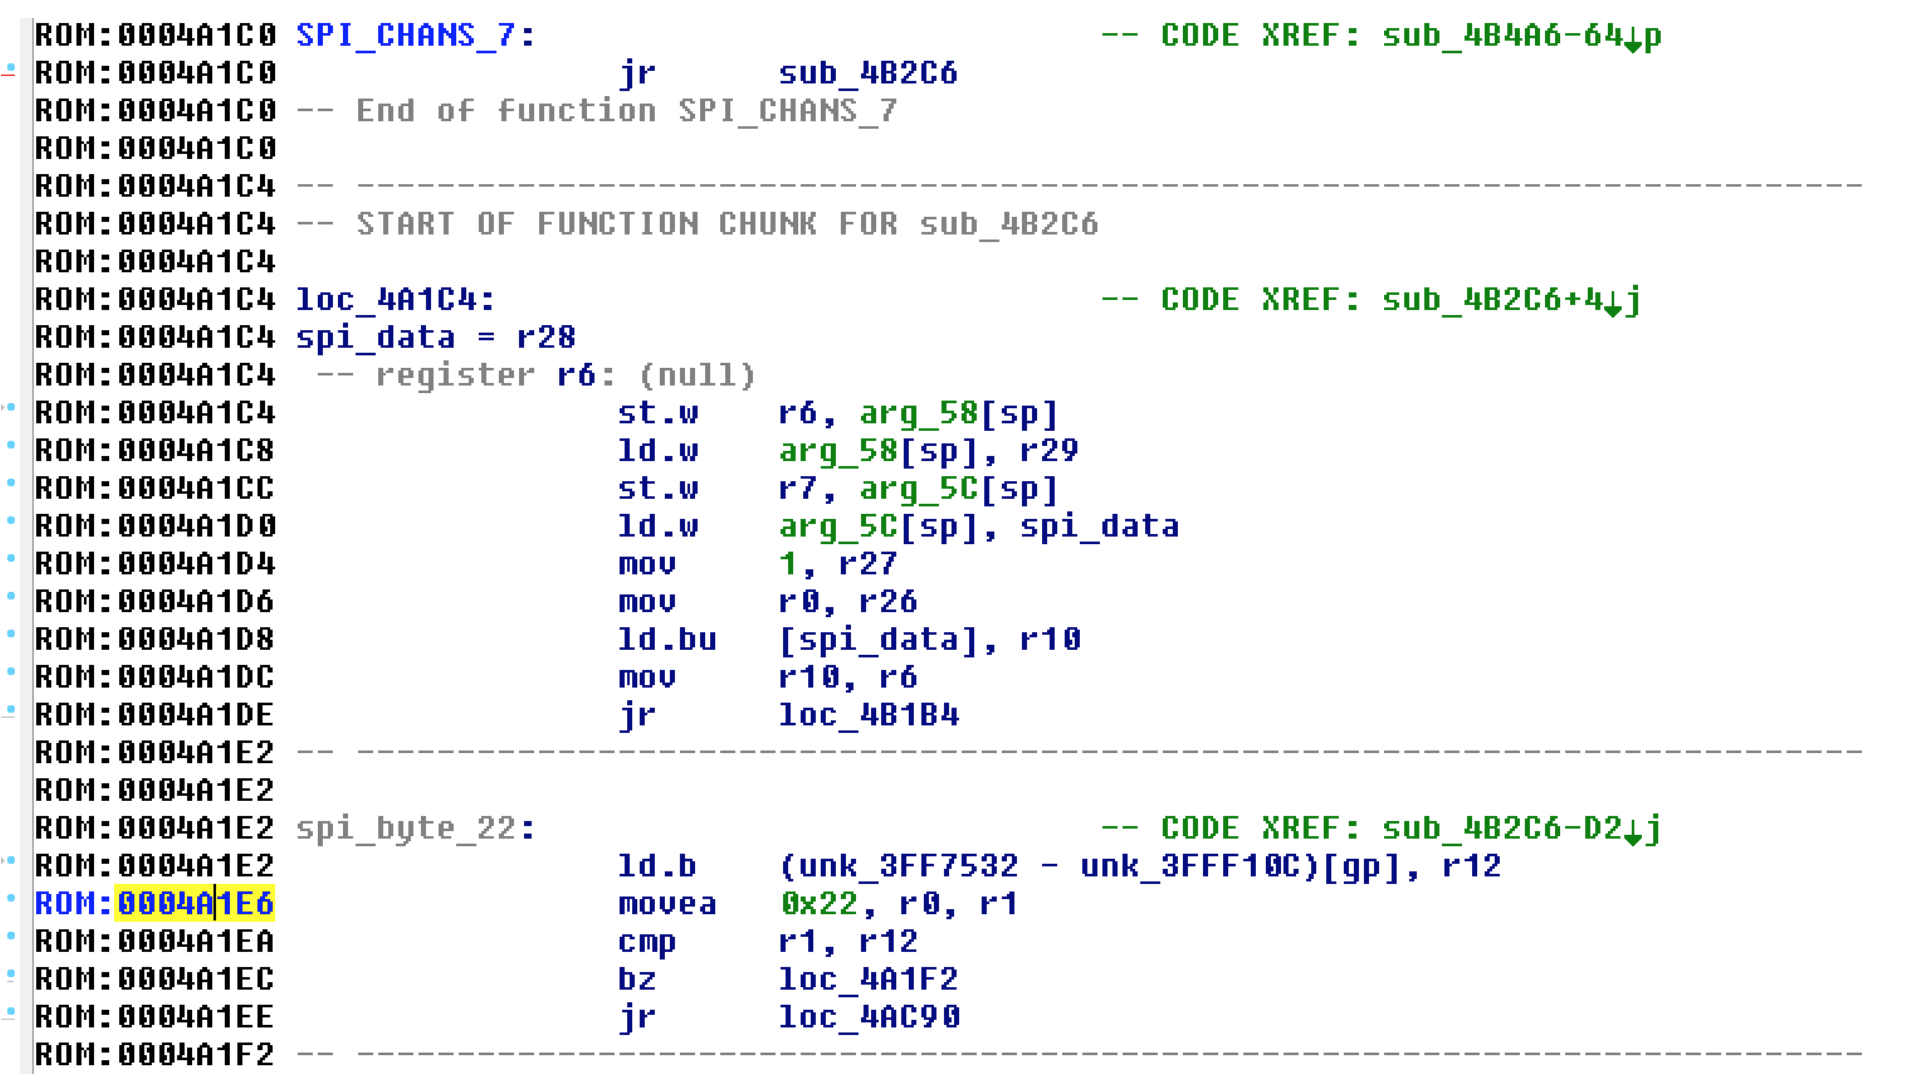 ROM:0004A1C0 SPI_CHANS_7: -- CODE XREF: sub_4B4A6-64↓p
ROM:0004A1C0 jr sub_4B2C6
ROM:0004A1C0 -- End of function SPI_CHANS_7
ROM:0004A1C0
ROM:0004A1C4 -- ---------------------------------------------------------------------------
ROM:0004A1C4 -- START OF FUNCTION CHUNK FOR sub_4B2C6
ROM:0004A1C4
ROM:0004A1C4 loc_4A1C4: -- CODE XREF: sub_4B2C6+4↓j
ROM:0004A1C4 spi_data = r28
ROM:0004A1C4 -- register r6: (null)
ROM:0004A1C4 st.w r6, arg_58[sp]
ROM:0004A1C8 ld.w arg_58[sp], r29
ROM:0004A1CC st.w r7, arg_5C[sp]
ROM:0004A1D0 ld.w arg_5C[sp], spi_data
ROM:0004A1D4 mov 1, r27
ROM:0004A1D6 mov r0, r26
ROM:0004A1D8 ld.bu [spi_data], r10
ROM:0004A1DC mov r10, r6
ROM:0004A1DE jr loc_4B1B4
ROM:0004A1E2 -- ---------------------------------------------------------------------------
ROM:0004A1E2
ROM:0004A1E2 spi_byte_22: -- CODE XREF: sub_4B2C6-D2↓j
ROM:0004A1E2 ld.b (unk_3FF7532 - unk_3FFF10C)[gp], r12
ROM:0004A1E6 movea 0x22, r0, r1
ROM:0004A1EA cmp r1, r12
ROM:0004A1EC bz loc_4A1F2
ROM:0004A1EE jr loc_4AC90
ROM:0004A1F2 -- ---------------------------------------------------------------------------